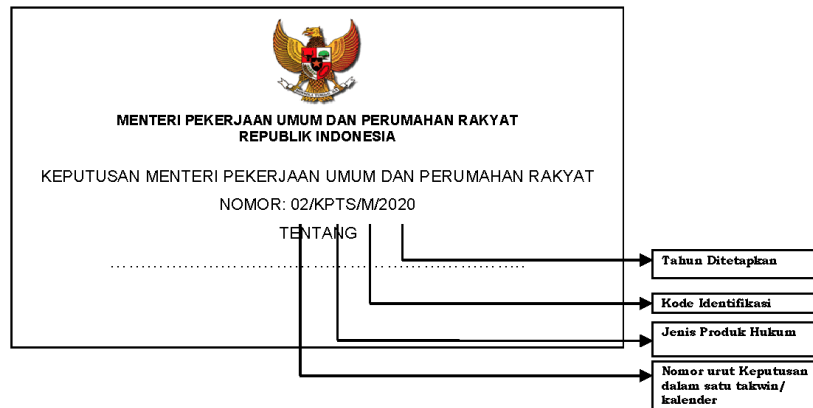 MENTERI PEKERJAAN UMUM DAN PERUMAHAN RAKYAT
REPUBLIK INDONESIA
KEPUTUSAN MENTERI PEKERJAAN UMUM DAN PERUMAHAN RAKYAT
NOMOR: 02/KPTS/M/2020
TENTANG
................................................................
Tahun Ditetapkan
Kode Identifikasi
Jenis Produk Hukum
Nomor urut Keputusan
dalam satu takwin/
kalender